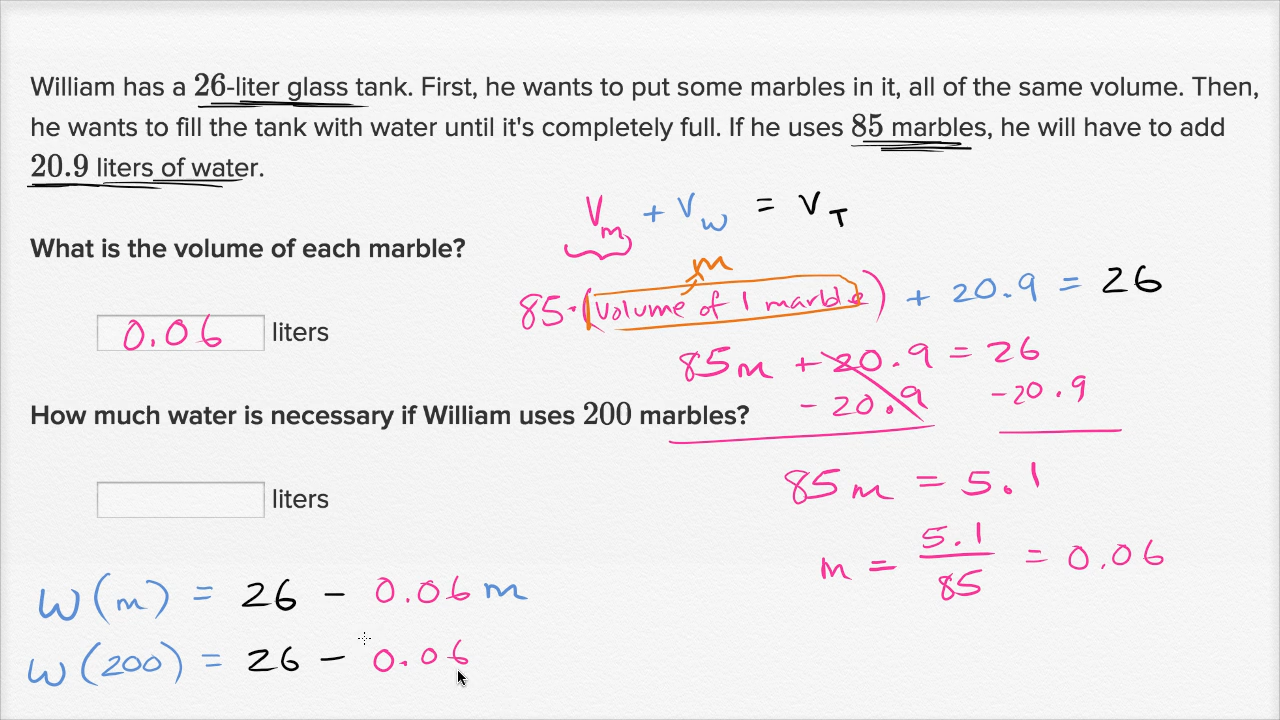 William has a 26-liter glass tank. First, he wants to put some marbles in it, all of the same volume. Then,
he wants to fill the tank with water until it's completely full. If he uses 85 marbles, he will have to add
20.9 liters of water.
V_m + V_w = V_T
What is the volume of each marble?
m
85·(Volume of 1 marble) + 20.9 = 26
0.06 liters
85m + 20.9 = 26
- 20.9 -20.9
How much water is necessary if William uses 200 marbles?
85m = 5.1
liters
m = 5.1/85 = 0.06
W(m) = 26 - 0.06m
W(200) = 26 - 0.06